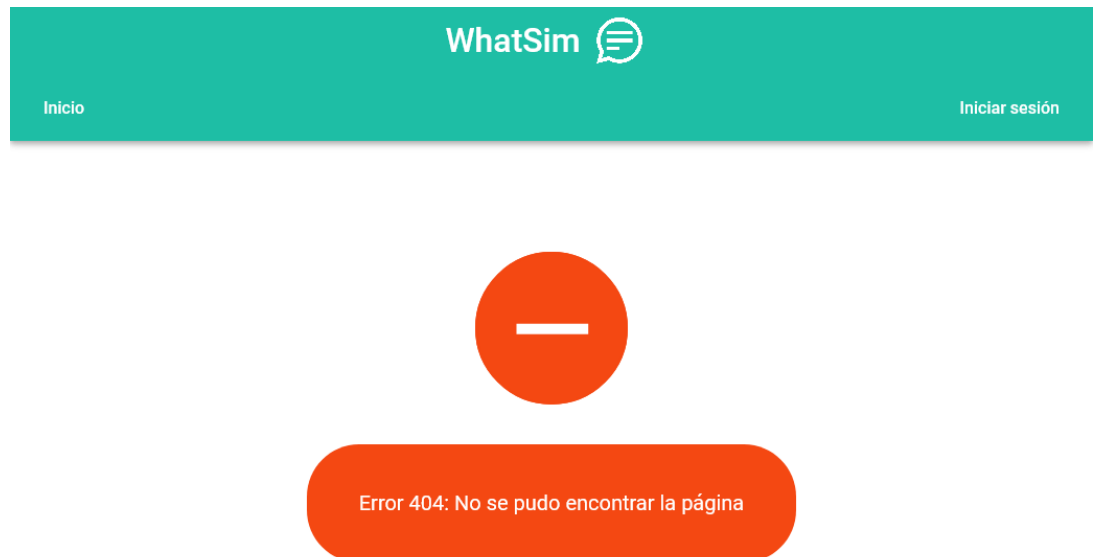 WhatSim
Inicio
Iniciar sesión
Error 404: No se pudo encontrar la página